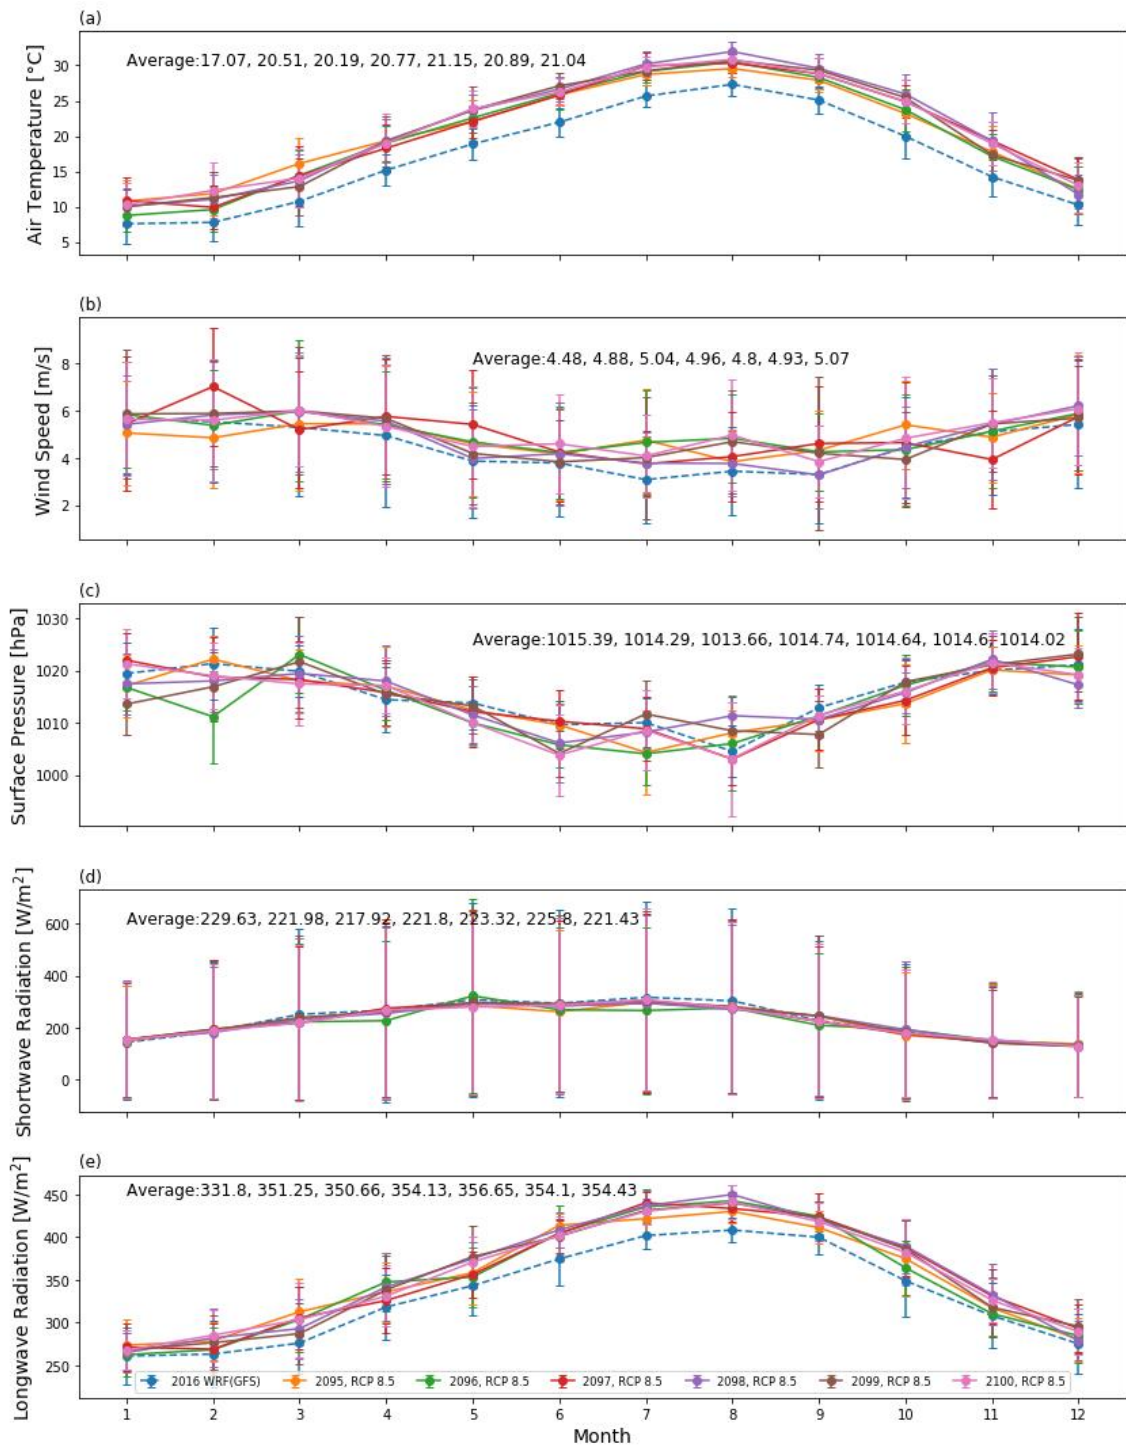 (a)
Average:17.07, 20.51, 20.19, 20.77, 21.15, 20.89, 21.04
Air Temperature [°C]
30
25
20
15
10
5
(b)
Average:4.48, 4.88, 5.04, 4.96, 4.8, 4.93, 5.07
Wind Speed [m/s]
8
6
4
2
(c)
Average:1015.39, 1014.29, 1013.66, 1014.74, 1014.64, 1014.6, 1014.02
Surface Pressure [hPa]
1030
1020
1010
1000
(d)
Average:229.63, 221.98, 217.92, 221.8, 223.32, 225.8, 221.43
Shortwave Radiation [W/m²]
600
400
200
0
(e)
Average:331.8, 351.25, 350.66, 354.13, 356.65, 354.1, 354.43
Longwave Radiation [W/m²]
450
400
350
300
250
2016 WRF(GFS) 2095, RCP 8.5 2096, RCP 8.5 2097, RCP 8.5 2098, RCP 8.5 2099, RCP 8.5 2100, RCP 8.5
1 2 3 4 5 6 7 8 9 10 11 12
Month